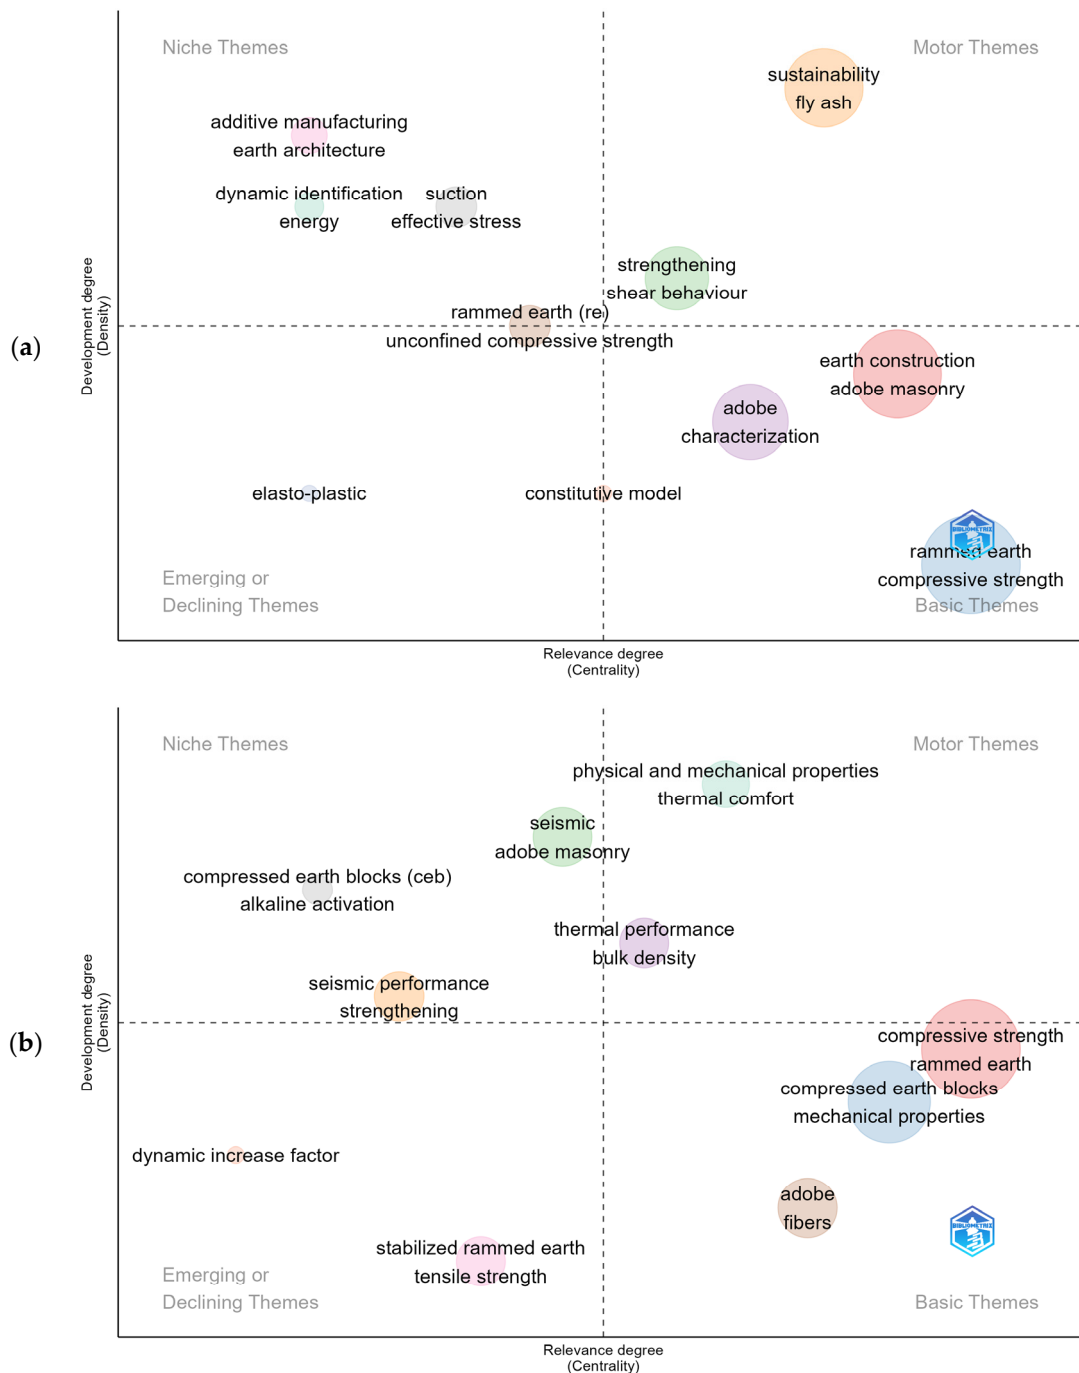 Niche Themes
Motor Themes
sustainability
fly ash
additive manufacturing
earth architecture
dynamic identification
energy
suction
effective stress
strengthening
shear behaviour
rammed earth (re)
unconfined compressive strength
Development degree
(Density)
(a)
earth construction
adobe masonry
adobe
characterization
elasto-plastic
constitutive model
BIBLIOMETRIX
rammed earth
compressive strength
Emerging or
Declining Themes
Basic Themes
Relevance degree
(Centrality)
Niche Themes
Motor Themes
physical and mechanical properties
thermal comfort
seismic
adobe masonry
compressed earth blocks (ceb)
alkaline activation
thermal performance
bulk density
seismic performance
strengthening
Development degree
(Density)
(b)
compressive strength
rammed earth
compressed earth blocks
mechanical properties
dynamic increase factor
adobe
fibers
BIBLIOMETRIX
stabilized rammed earth
tensile strength
Emerging or
Declining Themes
Basic Themes
Relevance degree
(Centrality)